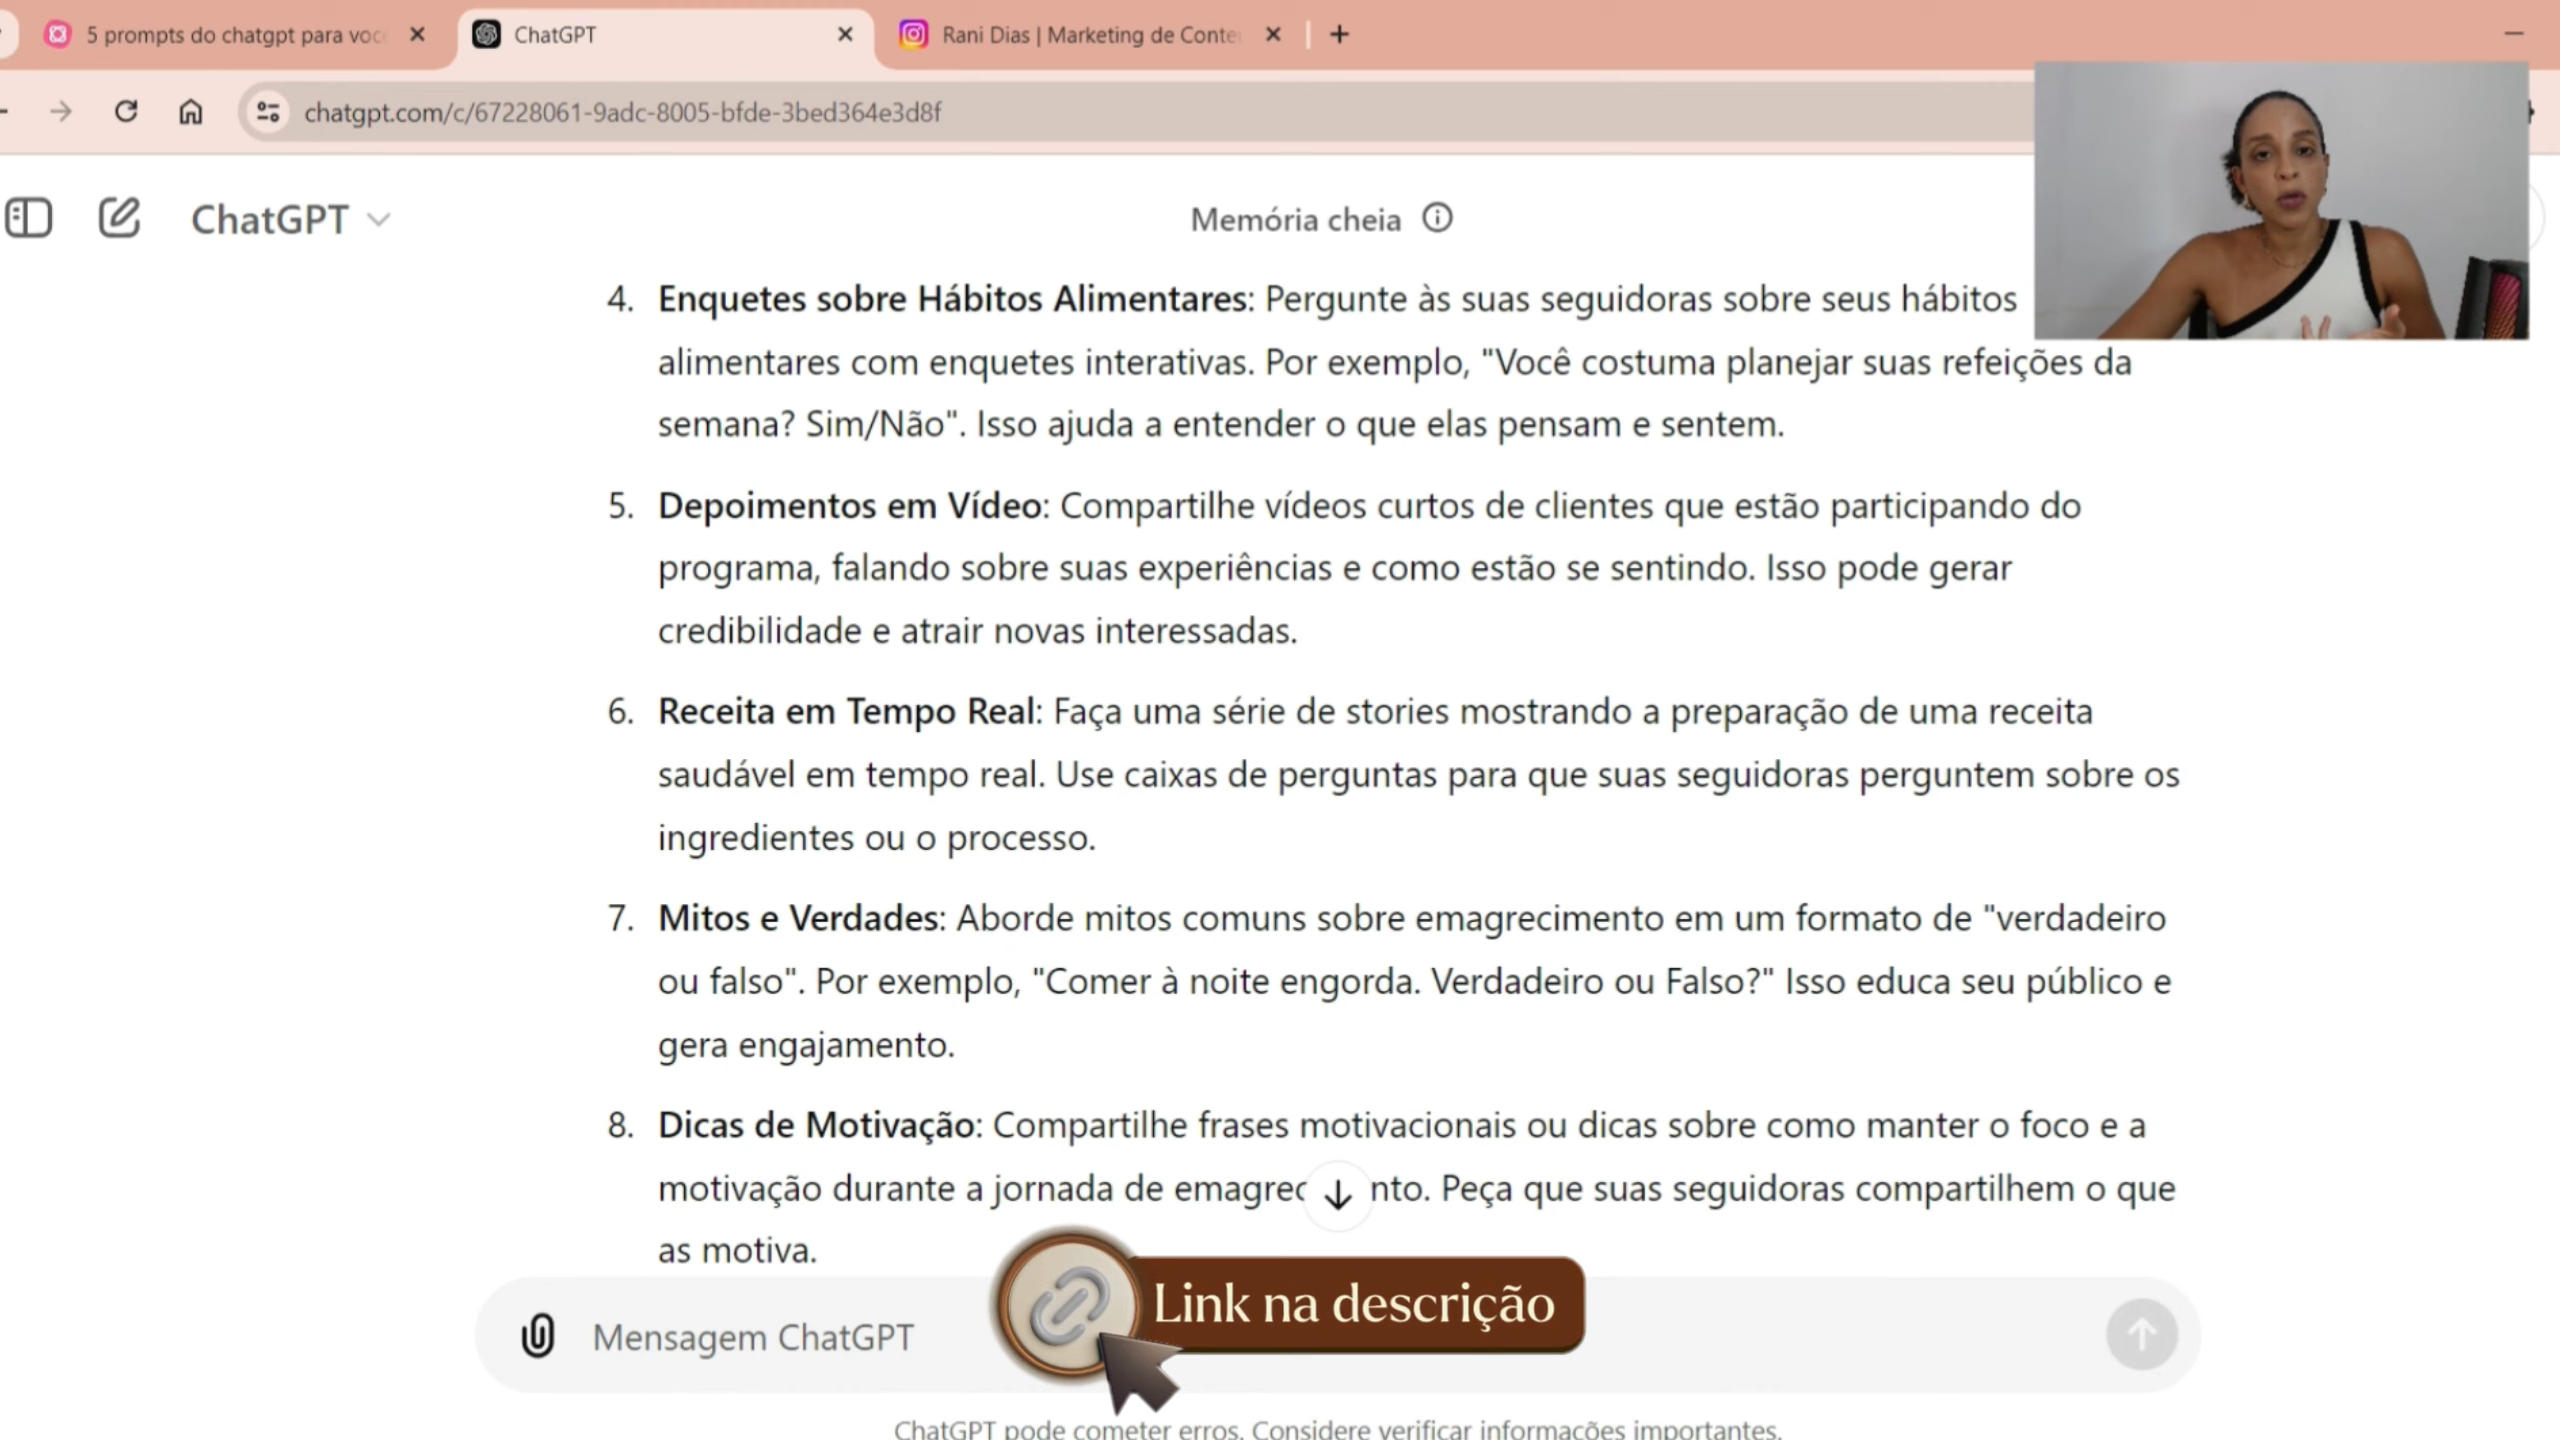 5 prompts do chatgpt para voc
ChatGPT
Rani Dias | Marketing de Conte
chatgpt.com/c/67228061-9adc-8005-bfde-3bed364e3d8f
ChatGPT
Memória cheia
4. Enquetes sobre Hábitos Alimentares: Pergunte às suas seguidoras sobre seus hábitos
alimentares com enquetes interativas. Por exemplo, "Você costuma planejar suas refeições da
semana? Sim/Não". Isso ajuda a entender o que elas pensam e sentem.
5. Depoimentos em Vídeo: Compartilhe vídeos curtos de clientes que estão participando do
programa, falando sobre suas experiências e como estão se sentindo. Isso pode gerar
credibilidade e atrair novas interessadas.
6. Receita em Tempo Real: Faça uma série de stories mostrando a preparação de uma receita
saudável em tempo real. Use caixas de perguntas para que suas seguidoras perguntem sobre os
ingredientes ou o processo.
7. Mitos e Verdades: Aborde mitos comuns sobre emagrecimento em um formato de "verdadeiro
ou falso". Por exemplo, "Comer à noite engorda. Verdadeiro ou Falso?" Isso educa seu público e
gera engajamento.
8. Dicas de Motivação: Compartilhe frases motivacionais ou dicas sobre como manter o foco e a
motivação durante a jornada de emagrec nto. Peça que suas seguidoras compartilhem o que
as motiva.
Link na descrição
Mensagem ChatGPT
ChatGPT pode cometer erros. Considere verificar informações importantes.